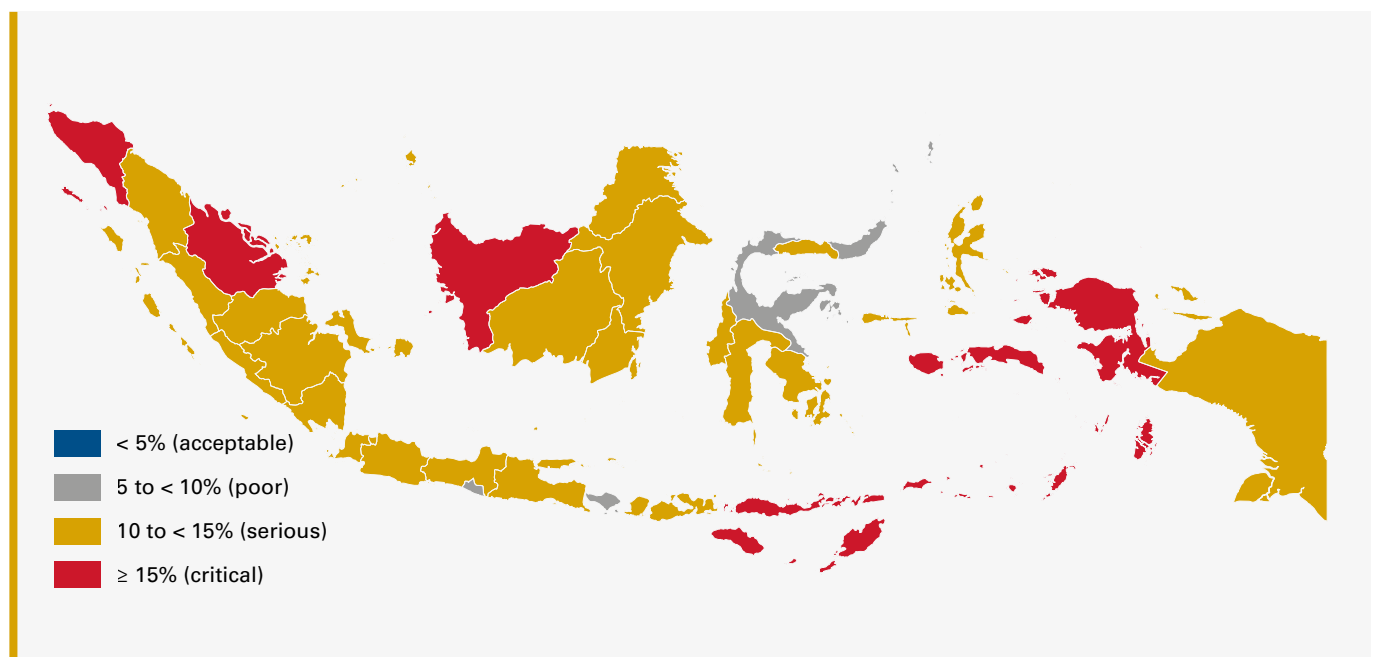 < 5% (acceptable)
5 to < 10% (poor)
10 to < 15% (serious)
≥ 15% (critical)